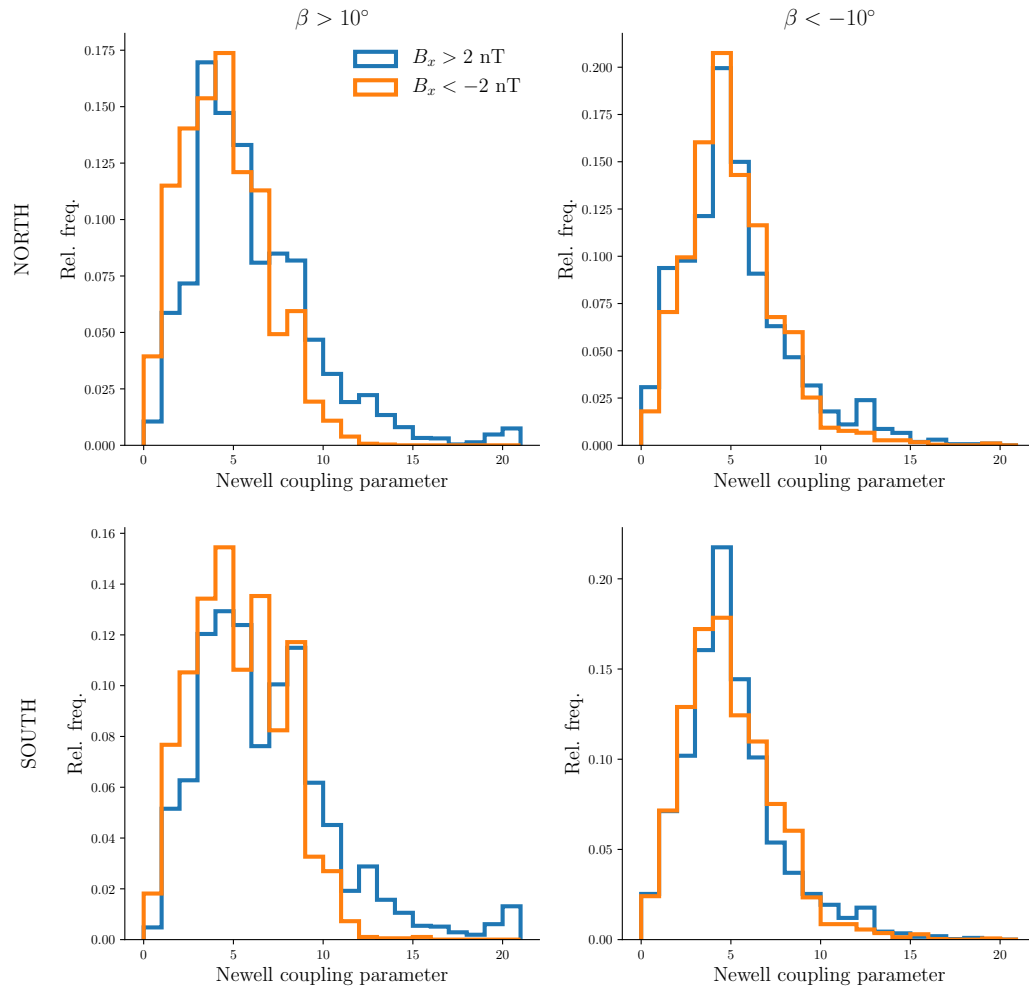 β > 10°
β < −10°
B_x > 2 nT
B_x < −2 nT
NORTH
Rel. freq.
0.175
0.150
0.125
0.100
0.075
0.050
0.025
0.000
0 5 10 15 20
Newell coupling parameter
Rel. freq.
0.200
0.175
0.150
0.125
0.100
0.075
0.050
0.025
0.000
0 5 10 15 20
Newell coupling parameter
SOUTH
Rel. freq.
0.16
0.14
0.12
0.10
0.08
0.06
0.04
0.02
0.00
0 5 10 15 20
Newell coupling parameter
Rel. freq.
0.20
0.15
0.10
0.05
0.00
0 5 10 15 20
Newell coupling parameter